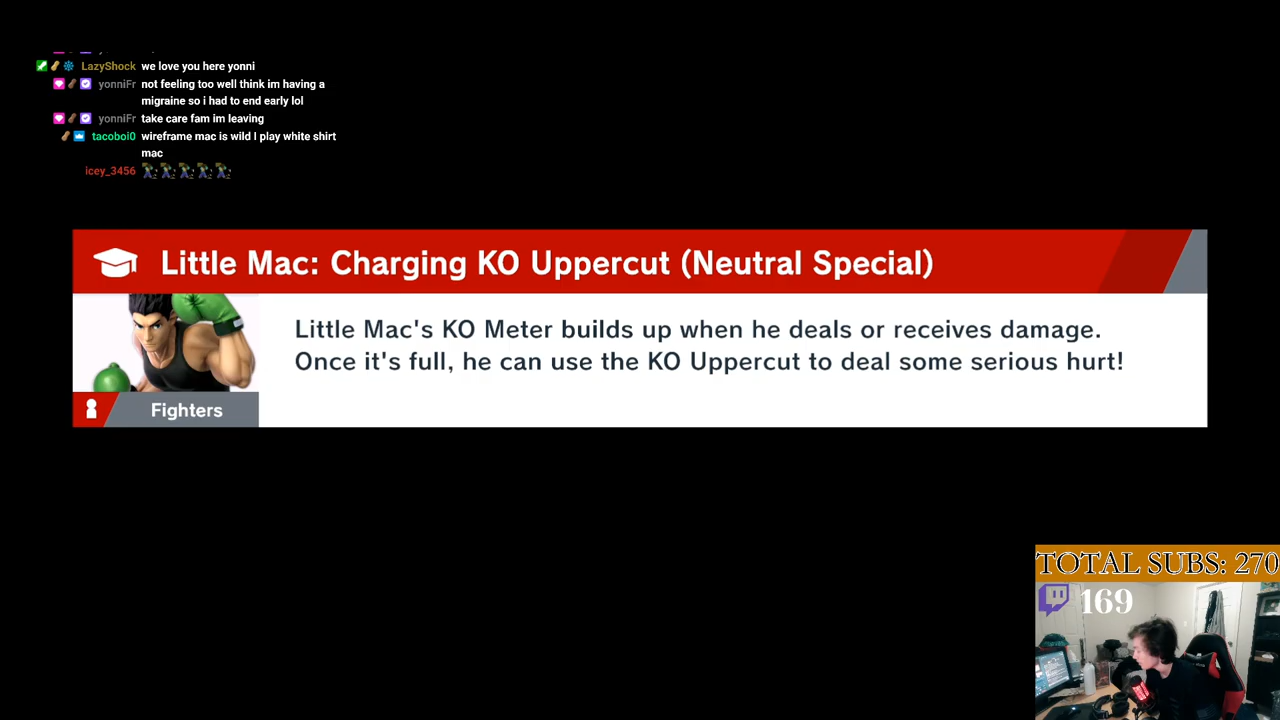 LazyShock we love you here yonni
yonniFr not feeling too well think im having a
migraine so i had to end early lol
yonniFr take care fam im leaving
tacoboi0 wireframe mac is wild I play white shirt
mac
icey_3456
Little Mac: Charging KO Uppercut (Neutral Special)
Little Mac's KO Meter builds up when he deals or receives damage.
Once it's full, he can use the KO Uppercut to deal some serious hurt!
Fighters
TOTAL SUBS: 270
169